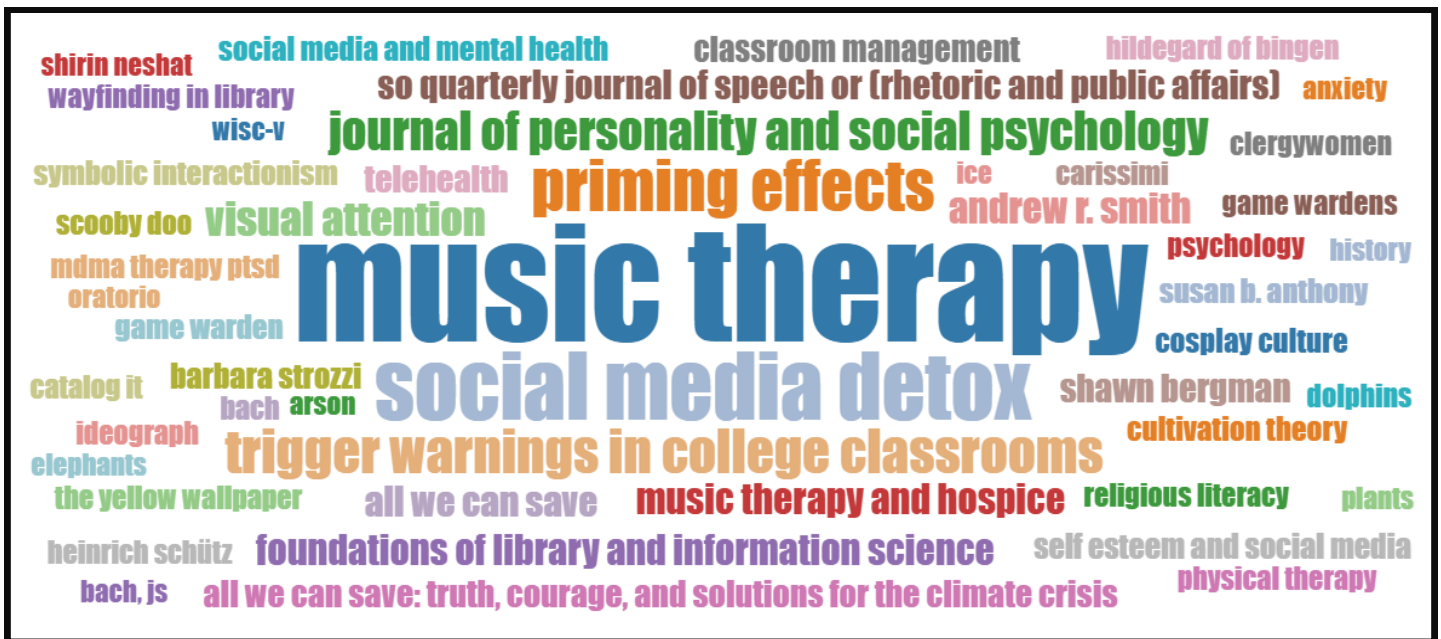 social media and mental health
classroom management
hildegard of bingen
shirin neshat
so quarterly journal of speech or (rhetoric and public affairs)
anxiety
wayfinding in library
wisc-v
journal of personality and social psychology
clergywomen
symbolic interactionism
telehealth
priming effects
ice
carissimi
scooby doo
visual attention
andrew r. smith
game wardens
music therapy
psychology
history
mdma therapy ptsd
oratorio
susan b. anthony
game warden
cosplay culture
catalog it
barbara strozzi
social media detox
shawn bergman
dolphins
bach
arson
ideograph
trigger warnings in college classrooms
cultivation theory
elephants
the yellow wallpaper
all we can save
music therapy and hospice
religious literacy
plants
heinrich schütz
foundations of library and information science
self esteem and social media
bach, js
all we can save: truth, courage, and solutions for the climate crisis
physical therapy